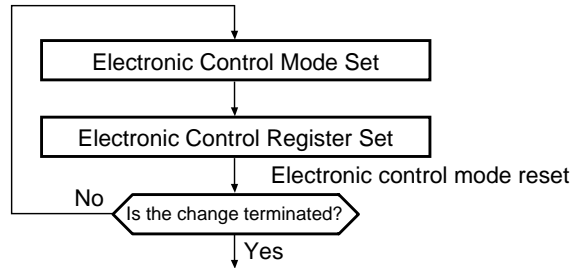 Electronic Control Mode Set
Electronic Control Register Set
Electronic control mode reset
No
Is the change terminated?
Yes